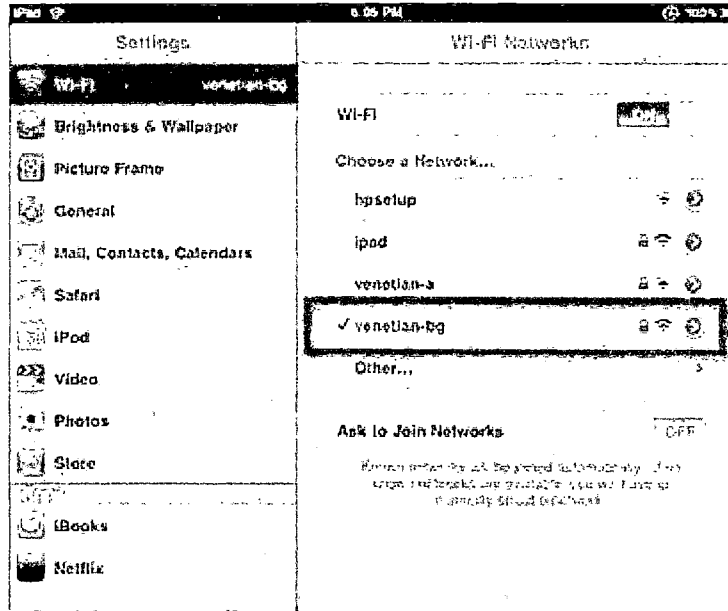 iPad 6:05 PM
Settings
Wi-Fi venetian-bg
Brightness & Wallpaper
Picture Frame
General
Mail, Contacts, Calendars
Safari
iPod
Video
Photos
Store
iBooks
Netflix
Wi-Fi Networks
Wi-Fi
Choose a Network...
hpsetup
ipod
venetian-a
✓ venetian-bg
Other...
Ask to Join Networks OFF